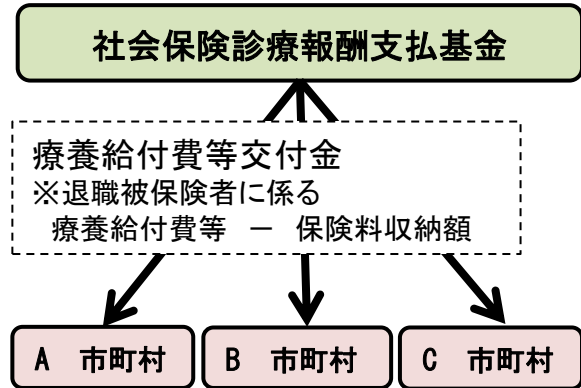 社会保険診療報酬支払基金
療養給付費等交付金
※退職被保険者に係る
療養給付費等 － 保険料収納額
A 市町村
B 市町村
C 市町村